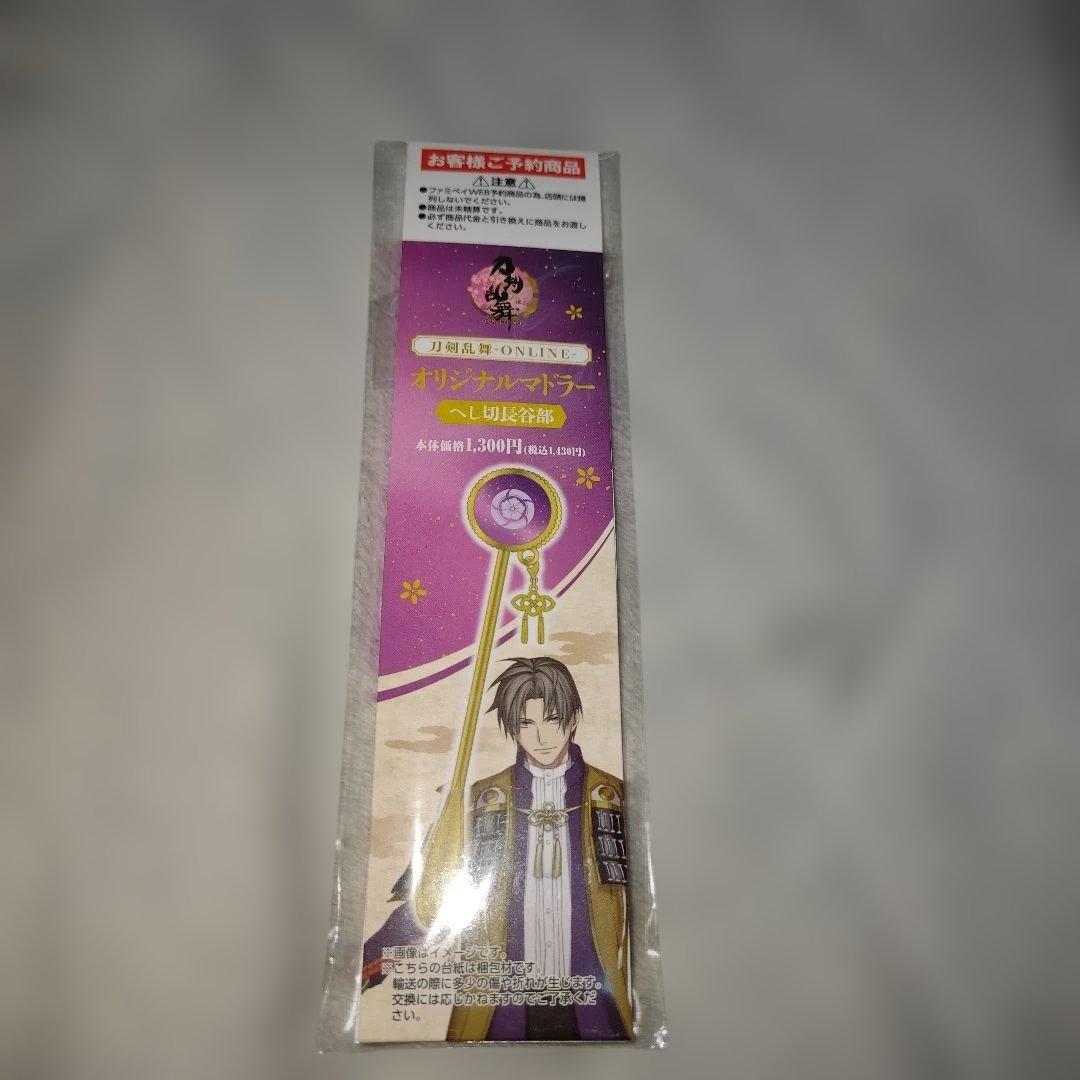 お客様ご予約商品
⚠注意⚠
●ファミペイWEB予約商品の為、店頭には陳
列しないでください。
●商品は未精算です。
●必ず商品代金と引き換えに商品をお渡し
ください。
刀剣乱舞
刀剣乱舞-ONLINE-
オリジナルマドラー
へし切長谷部
本体価格1,300円(税込1,430円)
※画像はイメージです。
※こちらの台紙は梱包材です。
輸送の際に多少の傷や折れが生じます。
交換には応じかねますのでご了承くだ
さい。